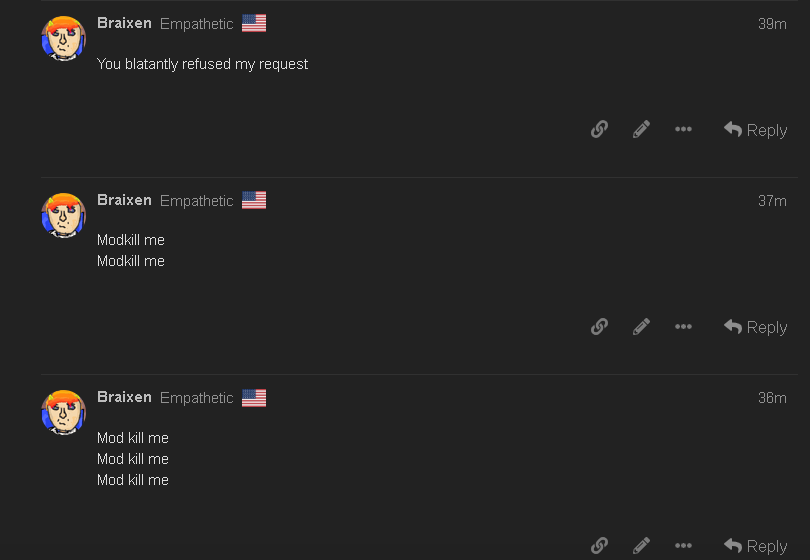 Braixen Empathetic 39m
You blatantly refused my request
Reply
Braixen Empathetic 37m
Modkill me
Modkill me
Reply
Braixen Empathetic 36m
Mod kill me
Mod kill me
Mod kill me
Reply